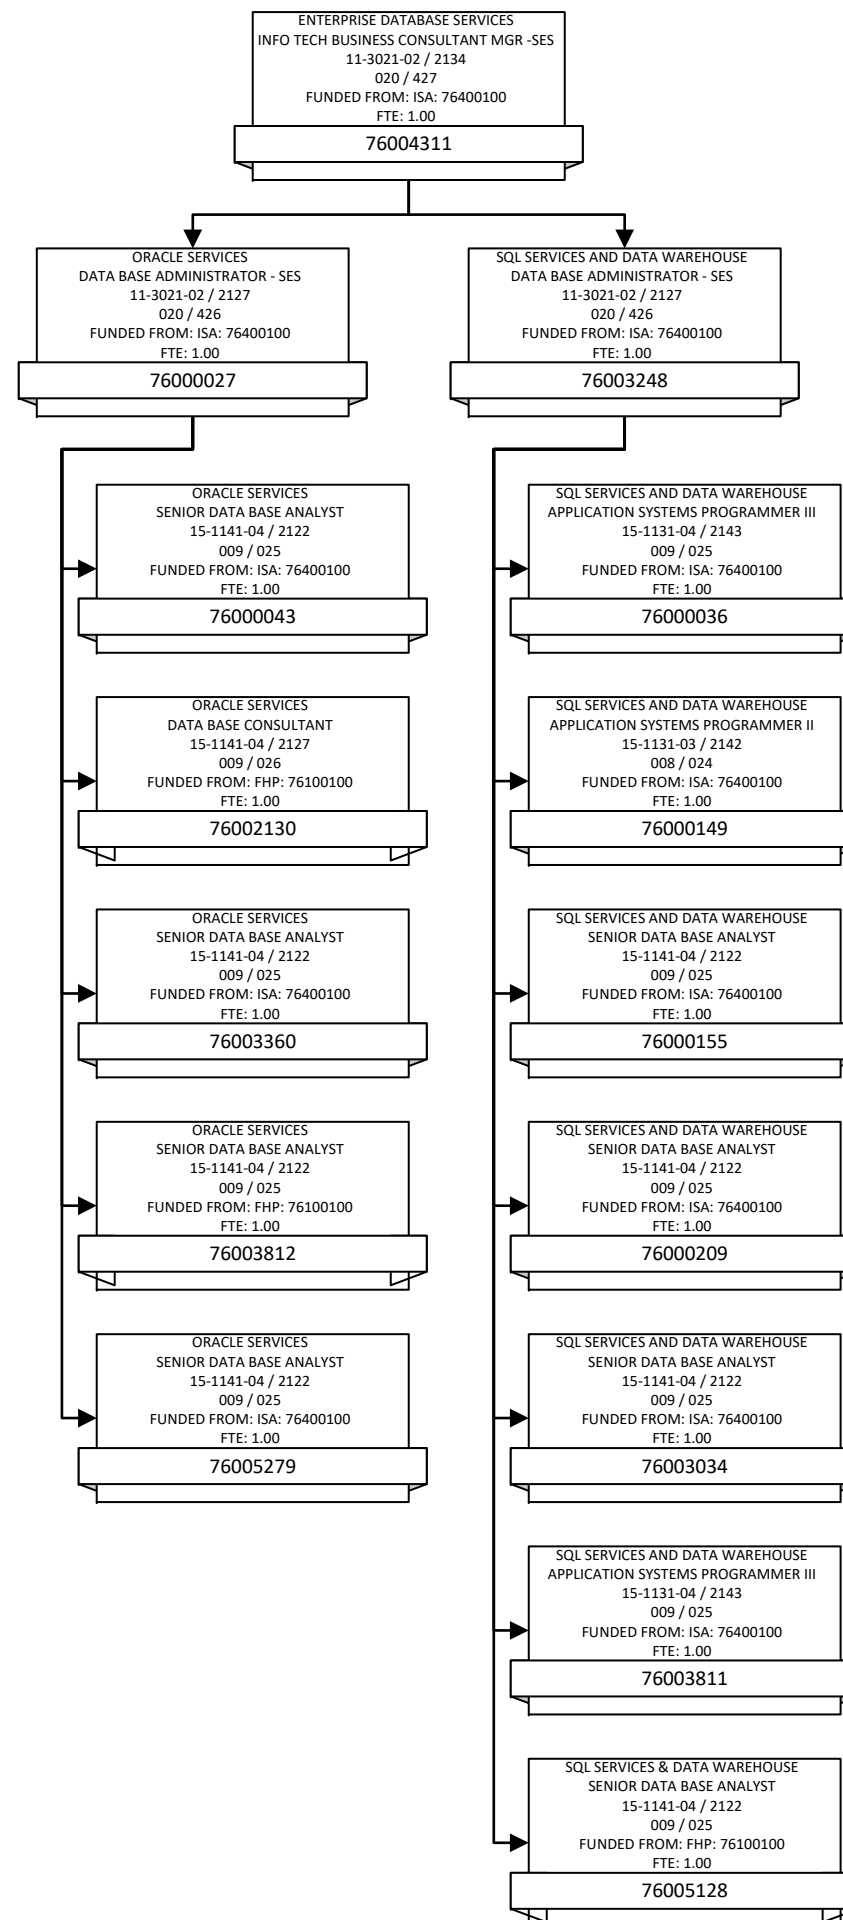 ENTERPRISE DATABASE SERVICES
INFO TECH BUSINESS CONSULTANT MGR -SES
11-3021-02 / 2134
020 / 427
FUNDED FROM: ISA: 76400100
FTE: 1.00
76004311
ORACLE SERVICES
DATA BASE ADMINISTRATOR - SES
11-3021-02 / 2127
020 / 426
FUNDED FROM: ISA: 76400100
FTE: 1.00
76000027
SQL SERVICES AND DATA WAREHOUSE
DATA BASE ADMINISTRATOR - SES
11-3021-02 / 2127
020 / 426
FUNDED FROM: ISA: 76400100
FTE: 1.00
76003248
ORACLE SERVICES
SENIOR DATA BASE ANALYST
15-1141-04 / 2122
009 / 025
FUNDED FROM: ISA: 76400100
FTE: 1.00
76000043
ORACLE SERVICES
DATA BASE CONSULTANT
15-1141-04 / 2127
009 / 026
FUNDED FROM: FHP: 76100100
FTE: 1.00
76002130
ORACLE SERVICES
SENIOR DATA BASE ANALYST
15-1141-04 / 2122
009 / 025
FUNDED FROM: ISA: 76400100
FTE: 1.00
76003360
ORACLE SERVICES
SENIOR DATA BASE ANALYST
15-1141-04 / 2122
009 / 025
FUNDED FROM: FHP: 76100100
FTE: 1.00
76003812
ORACLE SERVICES
SENIOR DATA BASE ANALYST
15-1141-04 / 2122
009 / 025
FUNDED FROM: ISA: 76400100
FTE: 1.00
76005279
SQL SERVICES AND DATA WAREHOUSE
APPLICATION SYSTEMS PROGRAMMER III
15-1131-04 / 2143
009 / 025
FUNDED FROM: ISA: 76400100
FTE: 1.00
76000036
SQL SERVICES AND DATA WAREHOUSE
APPLICATION SYSTEMS PROGRAMMER II
15-1131-03 / 2142
008 / 024
FUNDED FROM: ISA: 76400100
FTE: 1.00
76000149
SQL SERVICES AND DATA WAREHOUSE
SENIOR DATA BASE ANALYST
15-1141-04 / 2122
009 / 025
FUNDED FROM: ISA: 76400100
FTE: 1.00
76000155
SQL SERVICES AND DATA WAREHOUSE
SENIOR DATA BASE ANALYST
15-1141-04 / 2122
009 / 025
FUNDED FROM: ISA: 76400100
FTE: 1.00
76000209
SQL SERVICES AND DATA WAREHOUSE
SENIOR DATA BASE ANALYST
15-1141-04 / 2122
009 / 025
FUNDED FROM: ISA: 76400100
FTE: 1.00
76003034
SQL SERVICES AND DATA WAREHOUSE
APPLICATION SYSTEMS PROGRAMMER III
15-1131-04 / 2143
009 / 025
FUNDED FROM: ISA: 76400100
FTE: 1.00
76003811
SQL SERVICES & DATA WAREHOUSE
SENIOR DATA BASE ANALYST
15-1141-04 / 2122
009 / 025
FUNDED FROM: FHP: 76100100
FTE: 1.00
76005128